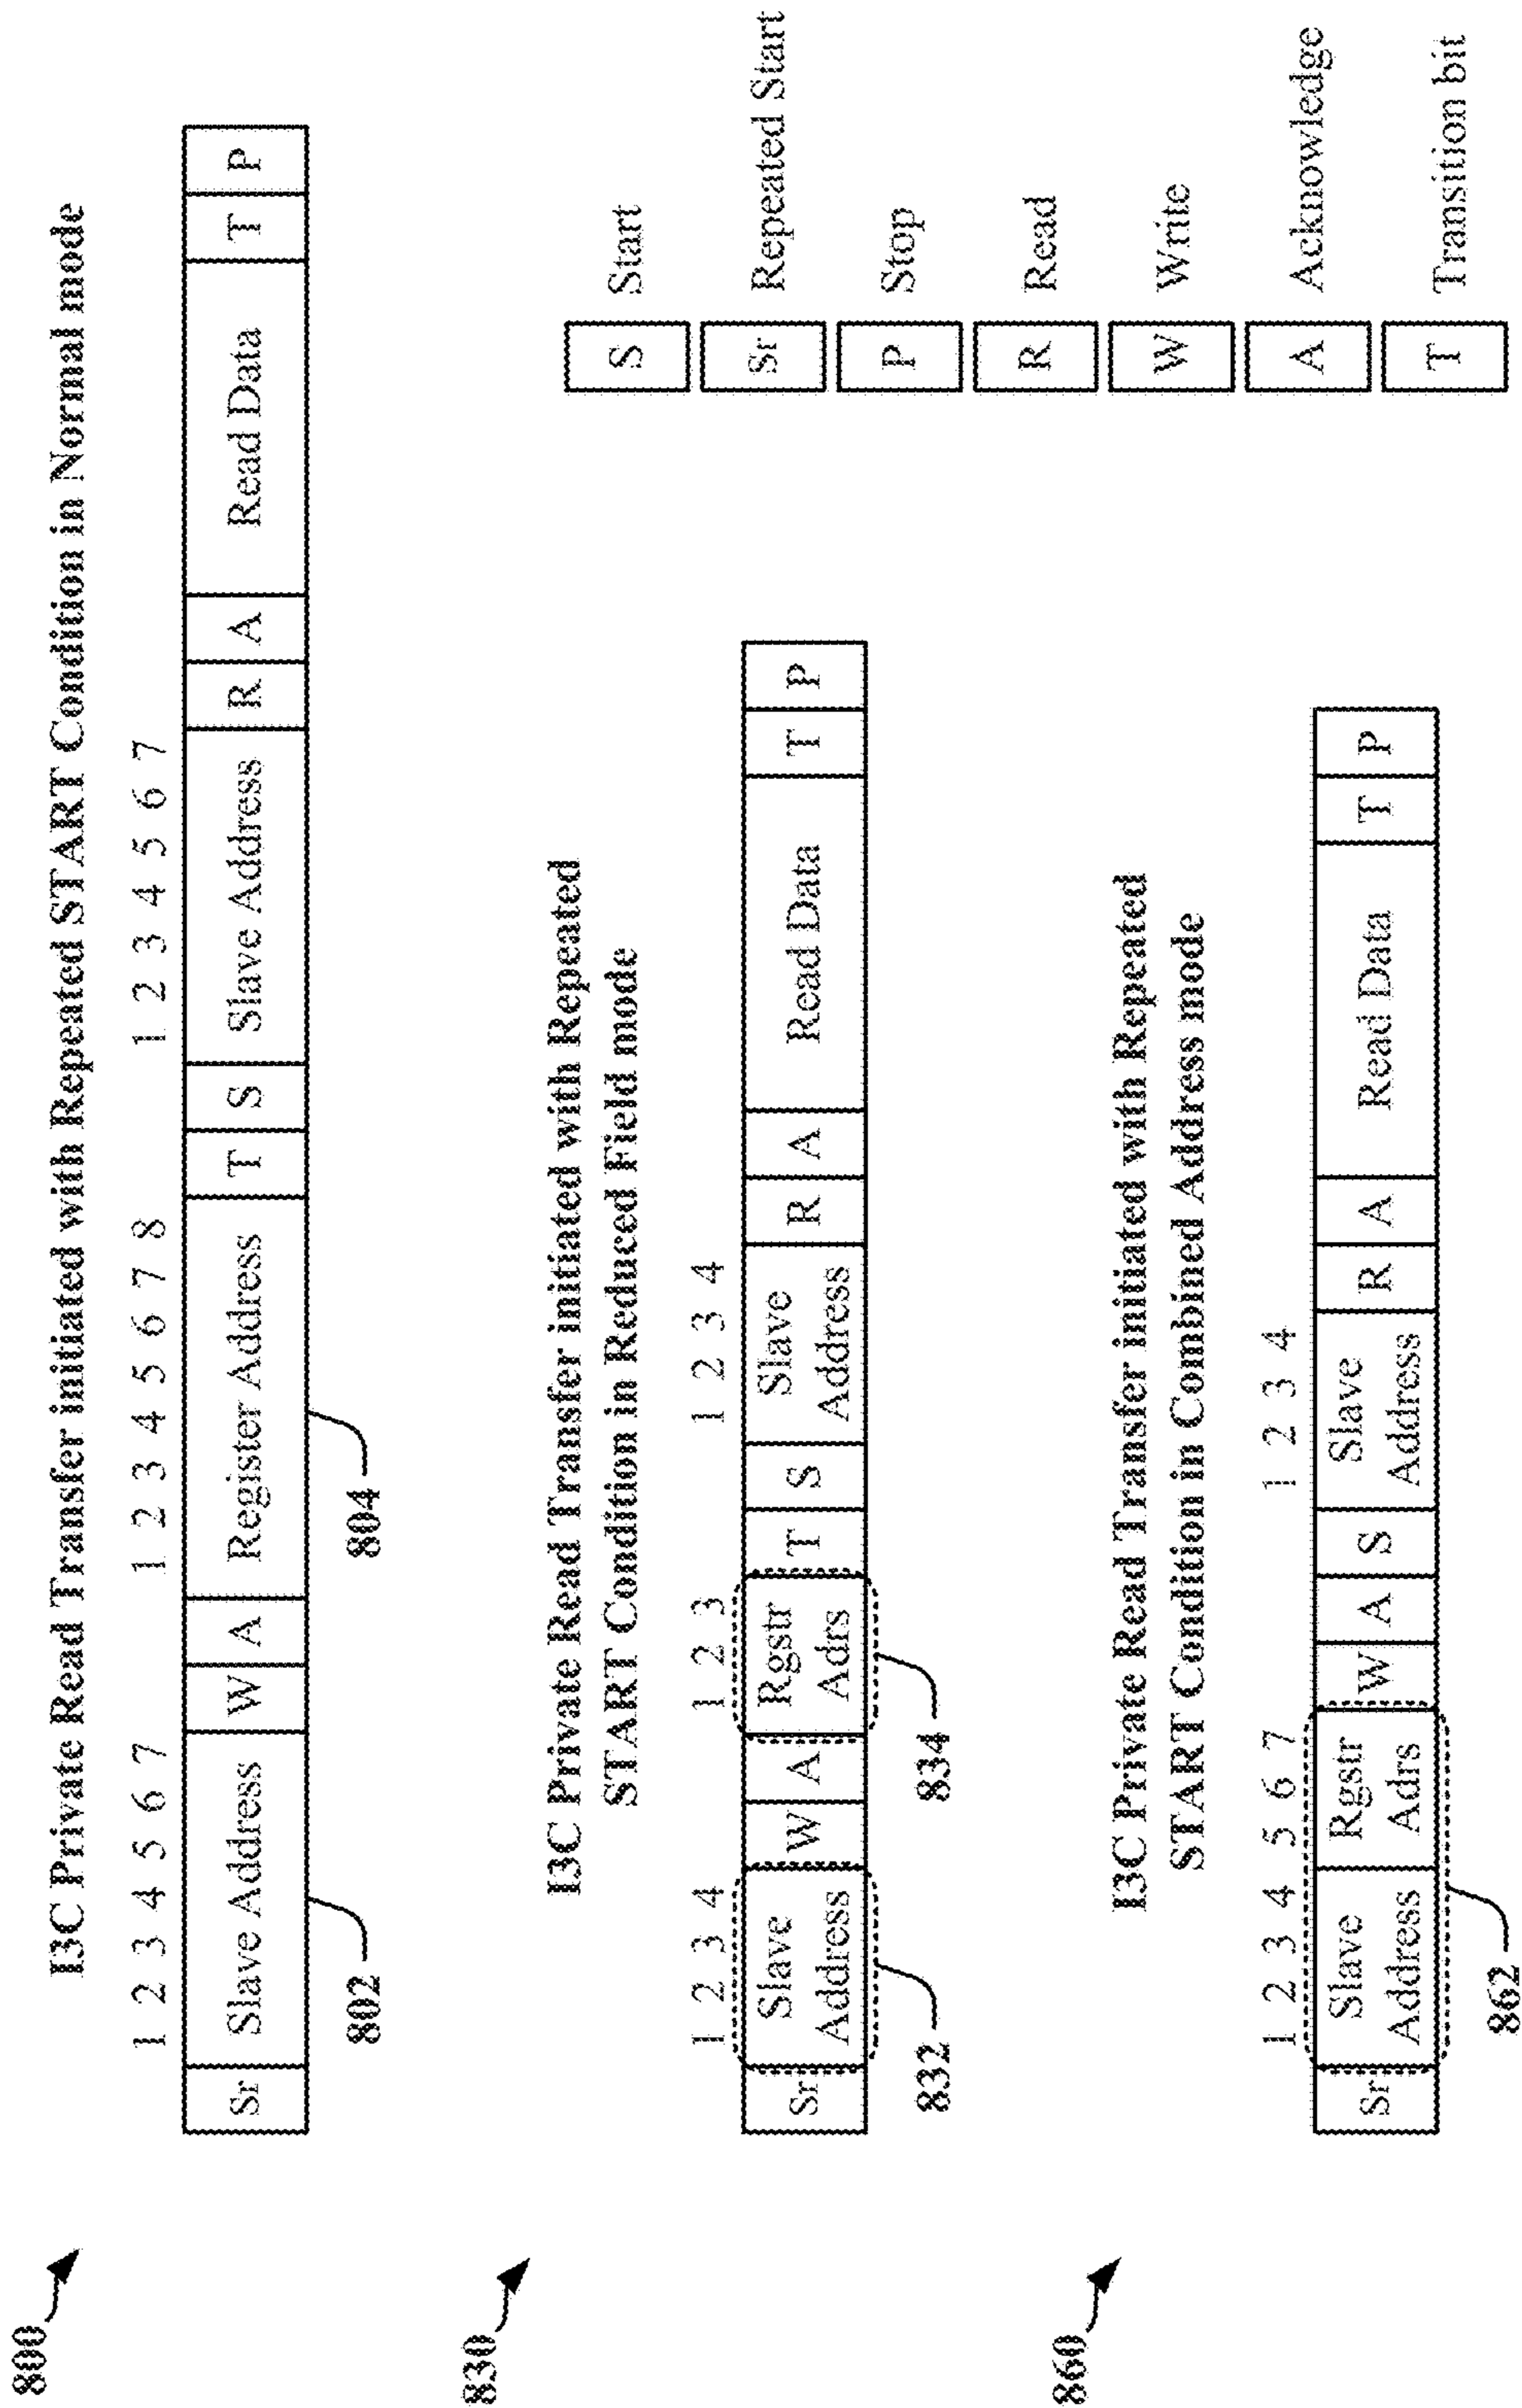 800
I3C Private Read Transfer initiated with Repeated START Condition in Normal mode
1 2 3 4 5 6 7 1 2 3 4 5 6 7 8 1 2 3 4 5 6 7
Sr Slave Address W A Register Address T S Slave Address R A Read Data T P
802 804
830
I3C Private Read Transfer initiated with Repeated
START Condition in Reduced Field mode
1 2 3 4 1 2 3 1 2 3 4
Sr Slave Address W A Rgstr Adrs T S Slave Address R A Read Data T P
832 834
860
I3C Private Read Transfer initiated with Repeated
START Condition in Combined Address mode
1 2 3 4 5 6 7 1 2 3 4
Sr Slave Address Rgstr Adrs W A S Slave Address R A Read Data T P
862
S Start
Sr Repeated Start
P Stop
R Read
W Write
A Acknowledge
T Transition bit